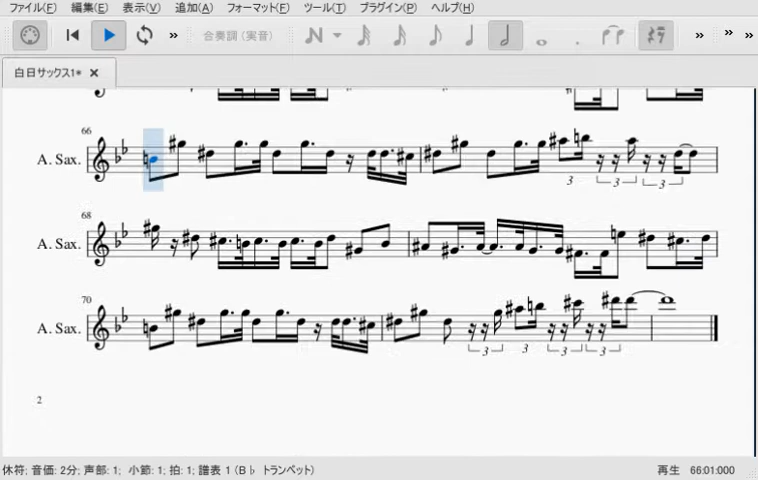 ファイル(F) 編集(E) 表示(V) 追加(A) フォーマット(F) ツール(T) プラグイン(P) ヘルプ(H)
» 合奏調 (実音) » » »
白日サックス1* ×
66
A. Sax.
3 3 3
68
A. Sax.
70
A. Sax.
3 3 3 3
2
休符; 音価: 2分; 声部: 1; 小節: 1; 拍: 1; 譜表 1 (B♭ トランペット) 再生 66:01:000